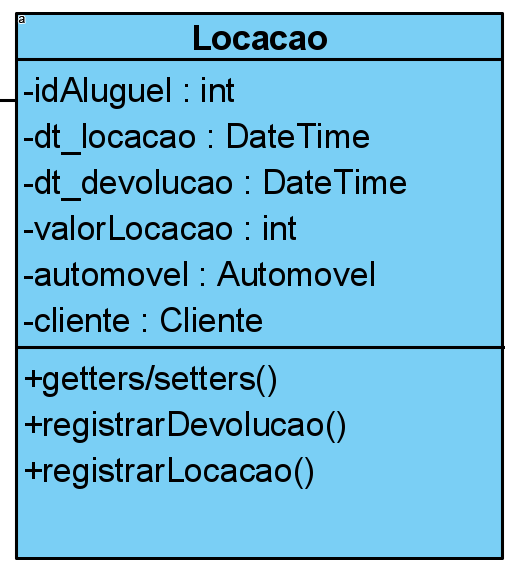 a
Locacao
-idAluguel : int
-dt_locacao : DateTime
-dt_devolucao : DateTime
-valorLocacao : int
-automovel : Automovel
-cliente : Cliente
+getters/setters()
+registrarDevolucao()
+registrarLocacao()